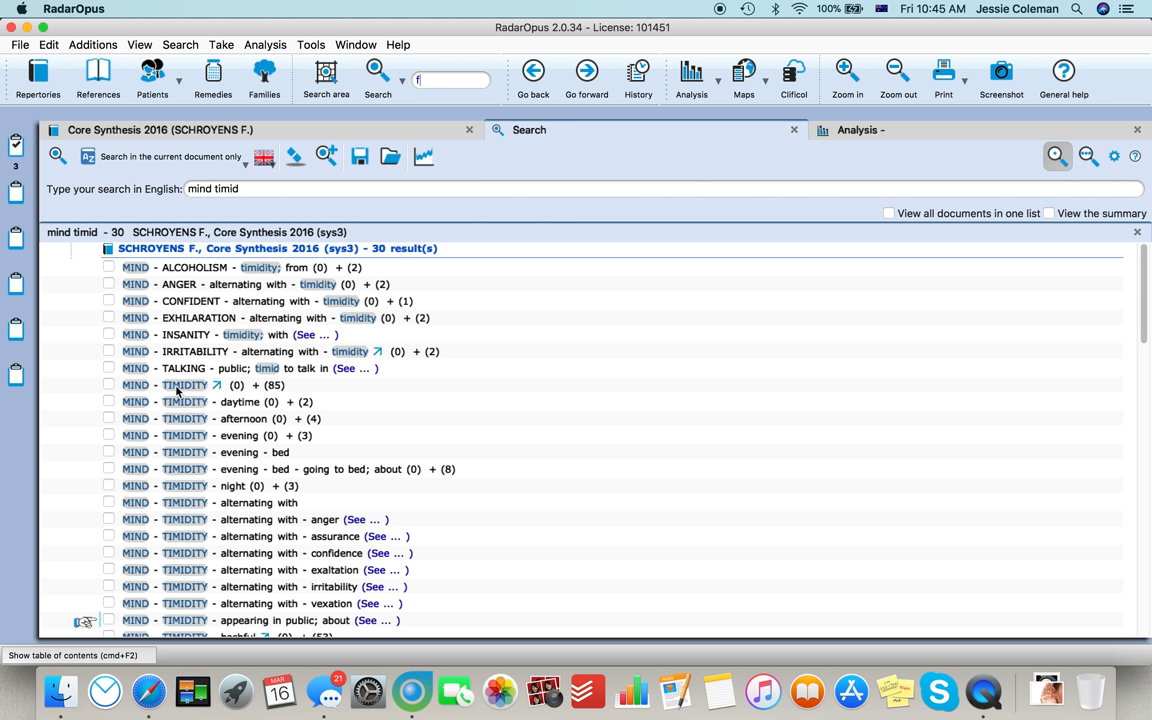 RadarOpus 100% Fri 10:45 AM Jessie Coleman
RadarOpus 2.0.34 - License: 101451
File Edit Additions View Search Take Analysis Tools Window Help
f
Repertories References Patients Remedies Families Search area Search Go back Go forward History Analysis Maps Clificol Zoom in Zoom out Print Screenshot General help
Core Synthesis 2016 (SCHROYENS F.) Search Analysis -
3
Search in the current document only
Type your search in English: mind timid
View all documents in one list View the summary
mind timid - 30 SCHROYENS F., Core Synthesis 2016 (sys3)
SCHROYENS F., Core Synthesis 2016 (sys3) - 30 result(s)
MIND - ALCOHOLISM - timidity; from (0) + (2)
MIND - ANGER - alternating with - timidity (0) + (2)
MIND - CONFIDENT - alternating with - timidity (0) + (1)
MIND - EXHILARATION - alternating with - timidity (0) + (2)
MIND - INSANITY - timidity; with (See ... )
MIND - IRRITABILITY - alternating with - timidity (0) + (2)
MIND - TALKING - public; timid to talk in (See ... )
MIND - TIMIDITY (0) + (85)
MIND - TIMIDITY - daytime (0) + (2)
MIND - TIMIDITY - afternoon (0) + (4)
MIND - TIMIDITY - evening (0) + (3)
MIND - TIMIDITY - evening - bed
MIND - TIMIDITY - evening - bed - going to bed; about (0) + (8)
MIND - TIMIDITY - night (0) + (3)
MIND - TIMIDITY - alternating with
MIND - TIMIDITY - alternating with - anger (See ... )
MIND - TIMIDITY - alternating with - assurance (See ... )
MIND - TIMIDITY - alternating with - confidence (See ... )
MIND - TIMIDITY - alternating with - exaltation (See ... )
MIND - TIMIDITY - alternating with - irritability (See ... )
MIND - TIMIDITY - alternating with - vexation (See ... )
MIND - TIMIDITY - appearing in public; about (See ... )
MIND - TIMIDITY - bashful (0) + (53)
Show table of contents (cmd+F2)
MAR
16
21